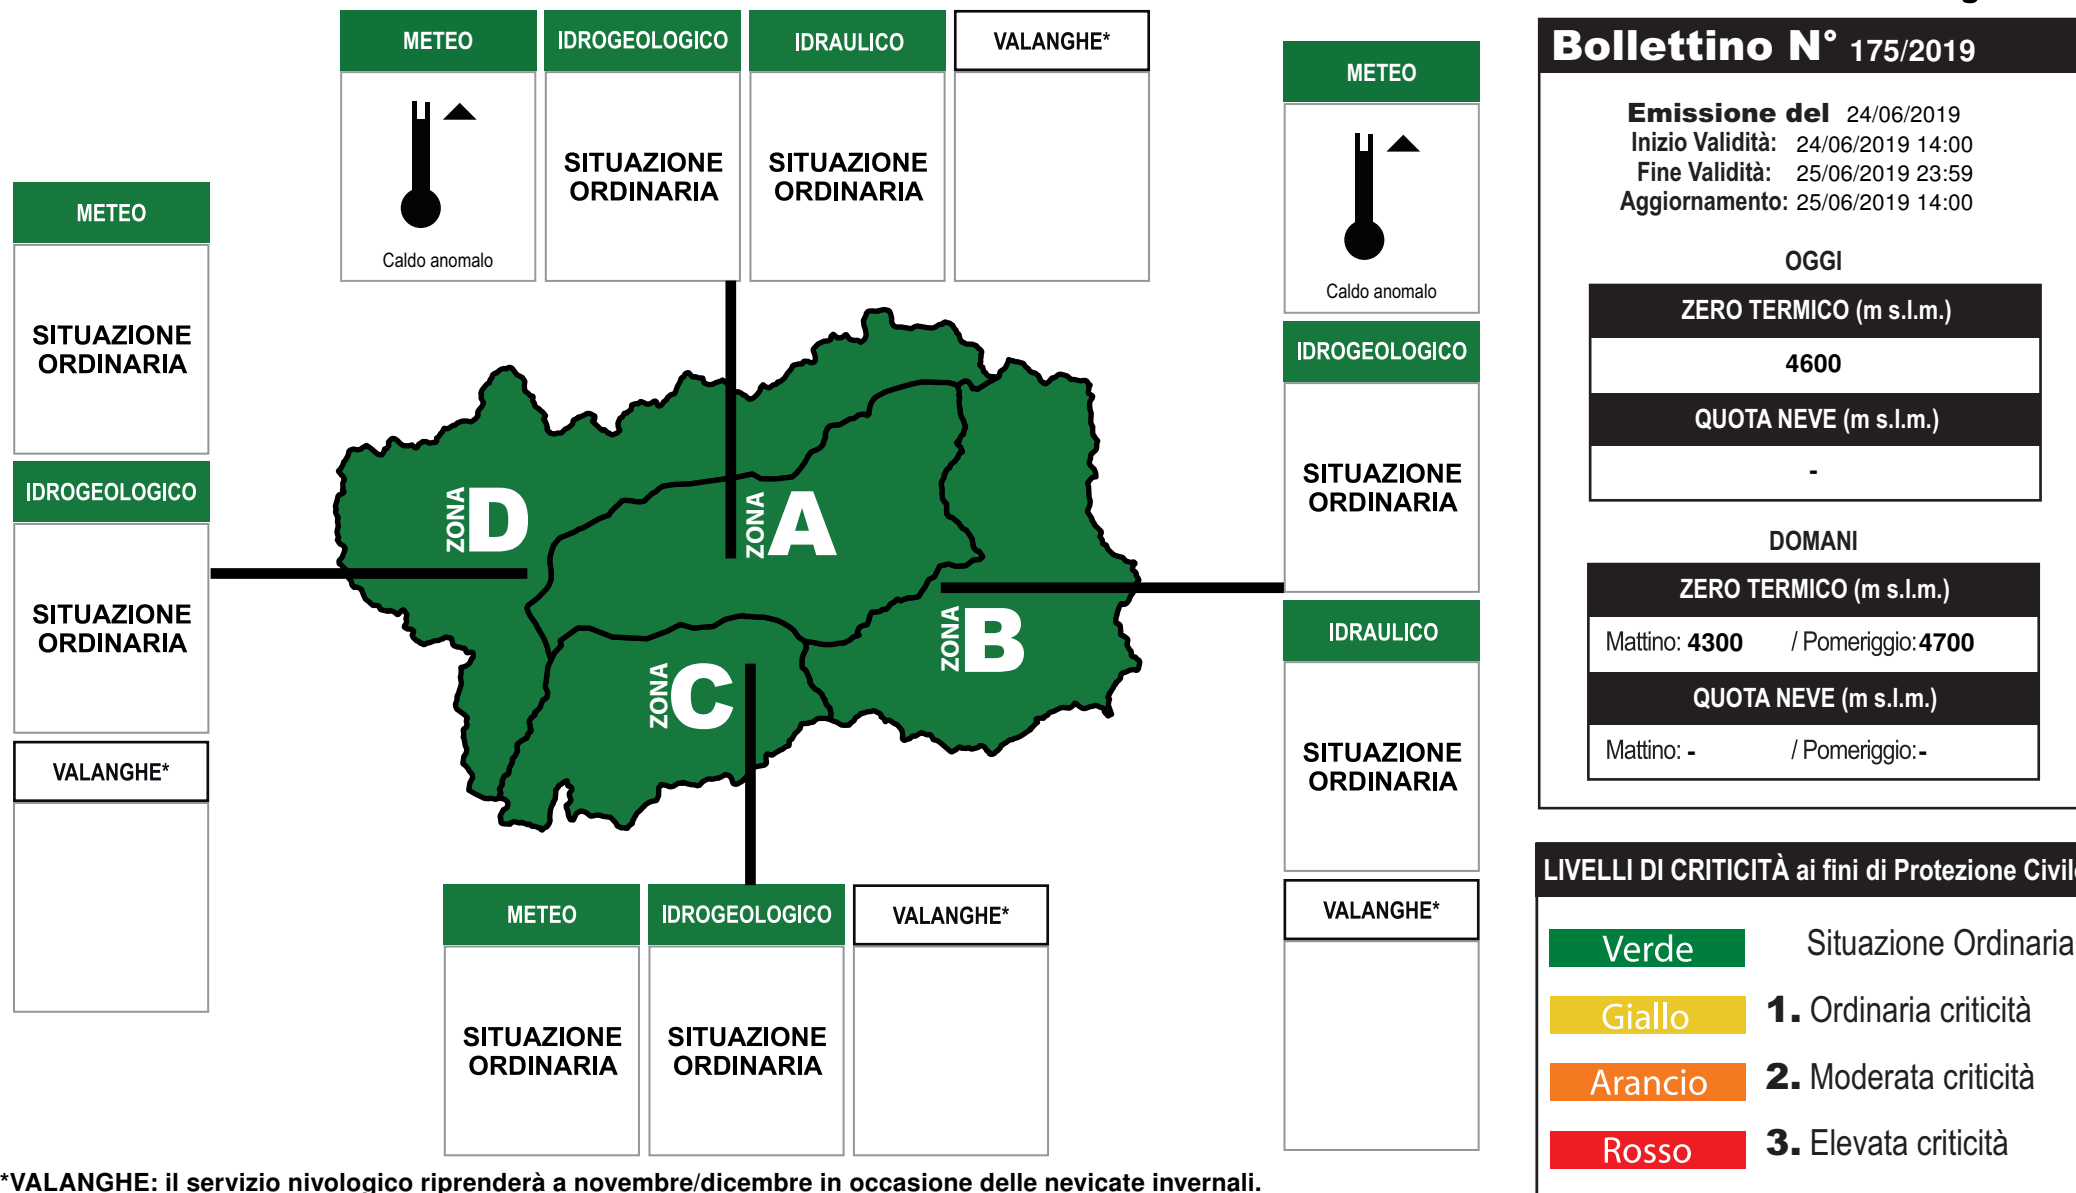 METEO
IDROGEOLOGICO
IDRAULICO
VALANGHE*
Caldo anomalo
SITUAZIONE
ORDINARIA
SITUAZIONE
ORDINARIA
METEO
SITUAZIONE
ORDINARIA
IDROGEOLOGICO
SITUAZIONE
ORDINARIA
VALANGHE*
ZONA D
ZONA A
ZONA B
ZONA C
METEO
Caldo anomalo
IDROGEOLOGICO
SITUAZIONE
ORDINARIA
IDRAULICO
SITUAZIONE
ORDINARIA
VALANGHE*
METEO
IDROGEOLOGICO
VALANGHE*
SITUAZIONE
ORDINARIA
SITUAZIONE
ORDINARIA
*VALANGHE: il servizio nivologico riprenderà a novembre/dicembre in occasione delle nevicate invernali.
Bollettino N° 175/2019
Emissione del 24/06/2019
Inizio Validità: 24/06/2019 14:00
Fine Validità: 25/06/2019 23:59
Aggiornamento: 25/06/2019 14:00
OGGI
ZERO TERMICO (m s.l.m.)
4600
QUOTA NEVE (m s.l.m.)
-
DOMANI
ZERO TERMICO (m s.l.m.)
Mattino: 4300 / Pomeriggio: 4700
QUOTA NEVE (m s.l.m.)
Mattino: - / Pomeriggio: -
LIVELLI DI CRITICITÀ ai fini di Protezione Civile
Verde Situazione Ordinaria
Giallo 1. Ordinaria criticità
Arancio 2. Moderata criticità
Rosso 3. Elevata criticità